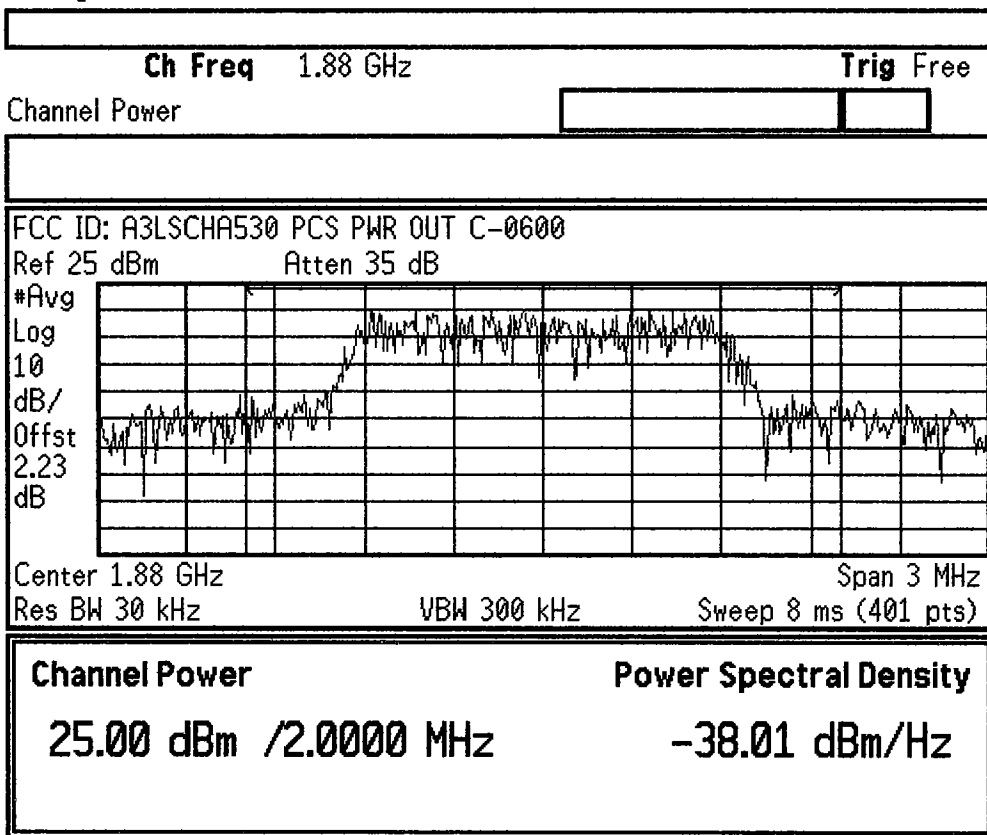 Ch Freq 1.88 GHz Trig Free
Channel Power
FCC ID: A3LSCHA530 PCS PWR OUT C-0600
Ref 25 dBm Atten 35 dB
#Avg
Log
10
dB/
Offst
2.23
dB
Center 1.88 GHz Span 3 MHz
Res BW 30 kHz VBW 300 kHz Sweep 8 ms (401 pts)
Channel Power Power Spectral Density
25.00 dBm /2.0000 MHz -38.01 dBm/Hz